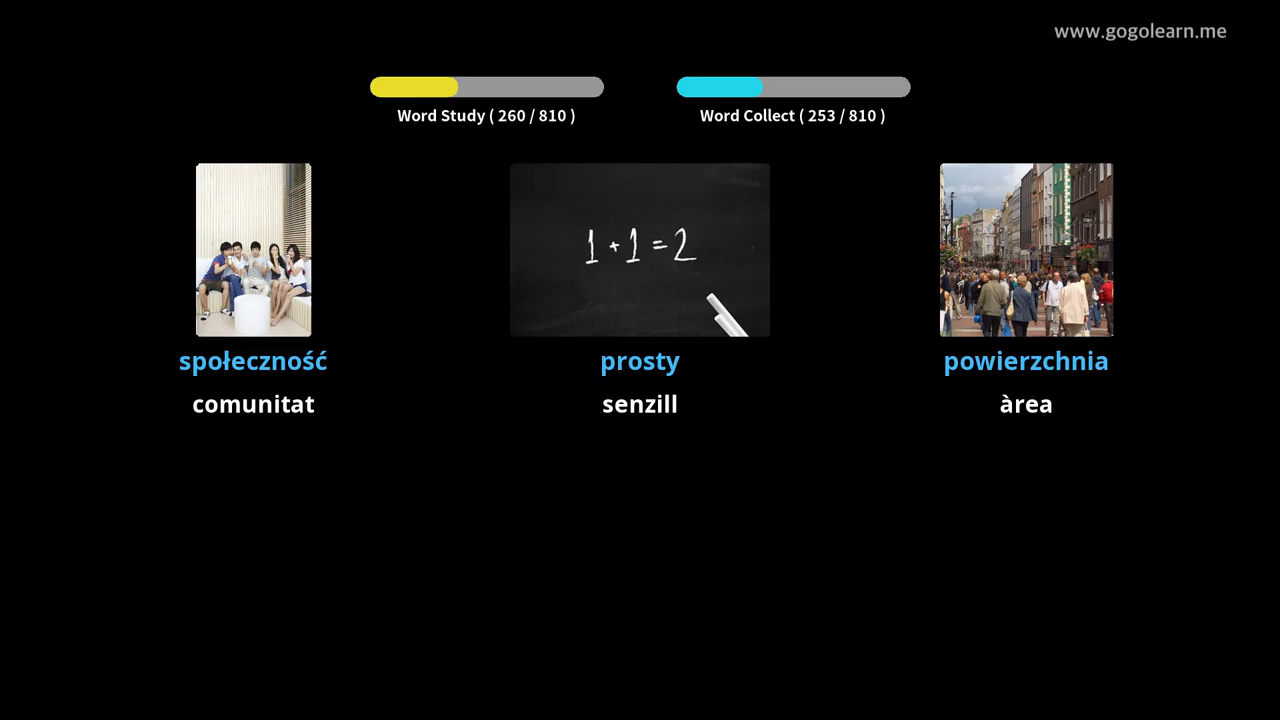 www.gogolearn.me
Word Study ( 260 / 810 )
Word Collect ( 253 / 810 )
1 + 1 = 2
społeczność
prosty
powierzchnia
comunitat
senzill
àrea